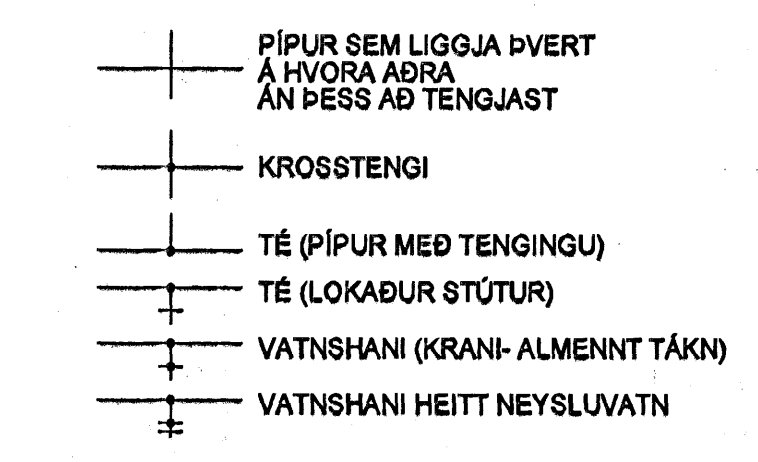 PÍPUR SEM LIGGJA ÞVERT
Á HVORA AÐRA
ÁN ÞESS AÐ TENGJAST
KROSSTENGI
TÉ (PÍPUR MEÐ TENGINGU)
TÉ (LOKAÐUR STÚTUR)
VATNSHANI (KRANI- ALMENNT TÁKN)
VATNSHANI HEITT NEYSLUVATN